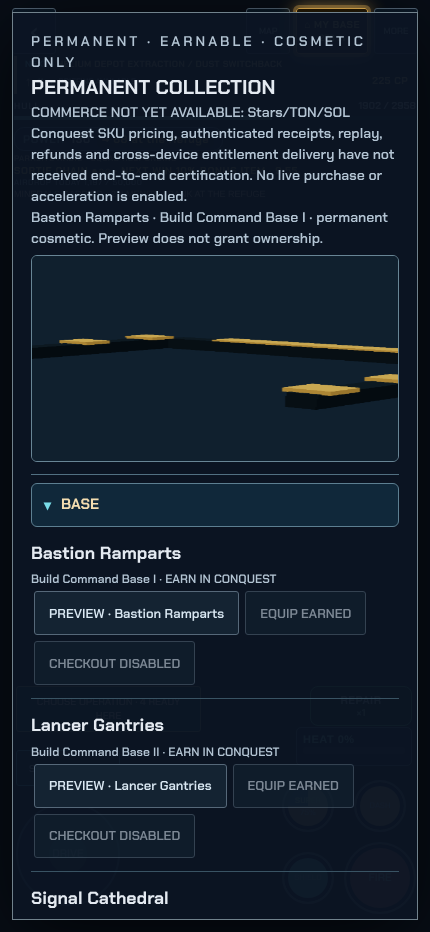 PERMANENT · EARNABLE · COSMETIC
ONLY
PERMANENT COLLECTION
COMMERCE NOT YET AVAILABLE: Stars/TON/SOL
Conquest SKU pricing, authenticated receipts, replay,
refunds and cross-device entitlement delivery have not
received end-to-end certification. No live purchase or
acceleration is enabled.
Bastion Ramparts · Build Command Base I · permanent
cosmetic. Preview does not grant ownership.
▼ BASE
Bastion Ramparts
Build Command Base I · EARN IN CONQUEST
PREVIEW · Bastion Ramparts EQUIP EARNED
CHECKOUT DISABLED
Lancer Gantries
Build Command Base II · EARN IN CONQUEST
PREVIEW · Lancer Gantries EQUIP EARNED
CHECKOUT DISABLED
Signal Cathedral